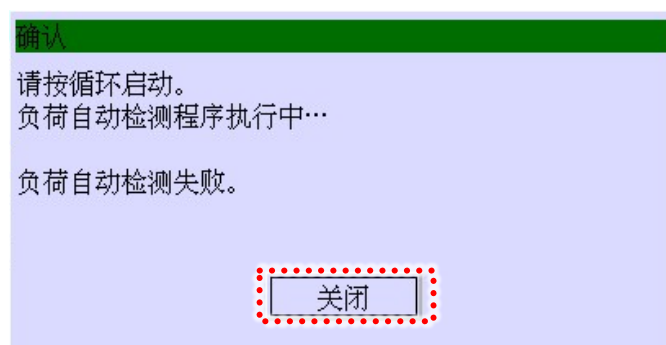 确认
请按循环启动。
负荷自动检测程序执行中…
负荷自动检测失败。
关闭